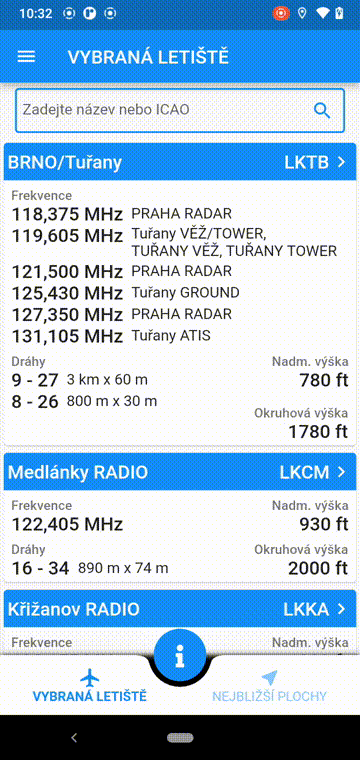 10:32
VYBRANÁ LETIŠTĚ
Zadejte název nebo ICAO
BRNO/Tuřany LKTB
Frekvence
118,375 MHz PRAHA RADAR
119,605 MHz Tuřany VĚŽ/TOWER,
TUŘANY VĚŽ, TUŘANY TOWER
121,500 MHz PRAHA RADAR
125,430 MHz Tuřany GROUND
127,350 MHz PRAHA RADAR
131,105 MHz Tuřany ATIS
Dráhy Nadm. výška
9 - 27 3 km x 60 m 780 ft
8 - 26 800 m x 30 m
Okruhová výška
1780 ft
Medlánky RADIO LKCM
Frekvence Nadm. výška
122,405 MHz 930 ft
Dráhy Okruhová výška
16 - 34 890 m x 74 m 2000 ft
Křižanov RADIO LKKA
Frekvence Nadm. výška
VYBRANÁ LETIŠTĚ NEJBLIŽŠÍ PLOCHY